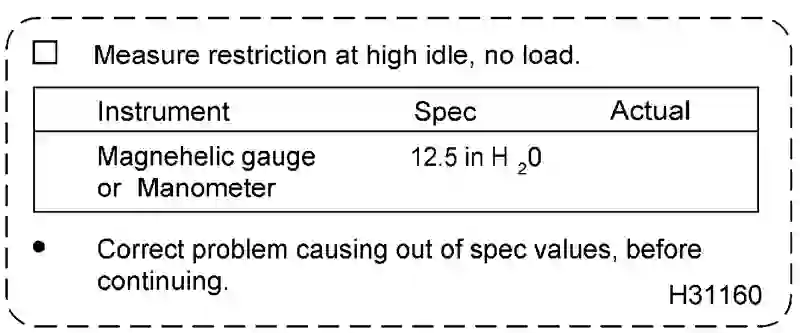 Measure restriction at high idle, no load.
Instrument Spec Actual
Magnehelic gauge 12.5 in H 20
or Manometer
Correct problem causing out of spec values, before
continuing.
H31160